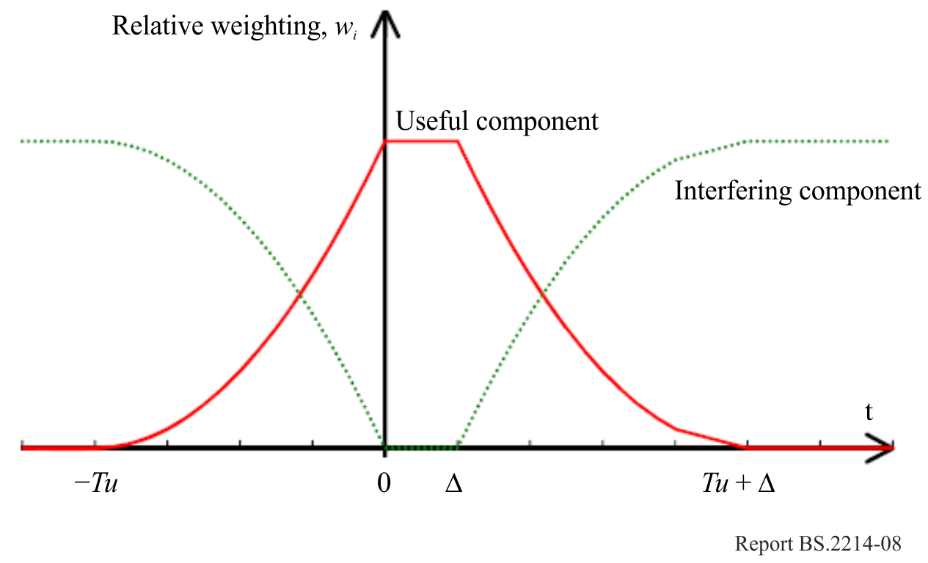 Relative weighting, wᵢ
Useful component
Interfering component
t
−Tu
0
Δ
Tu + Δ
Report BS.2214-08